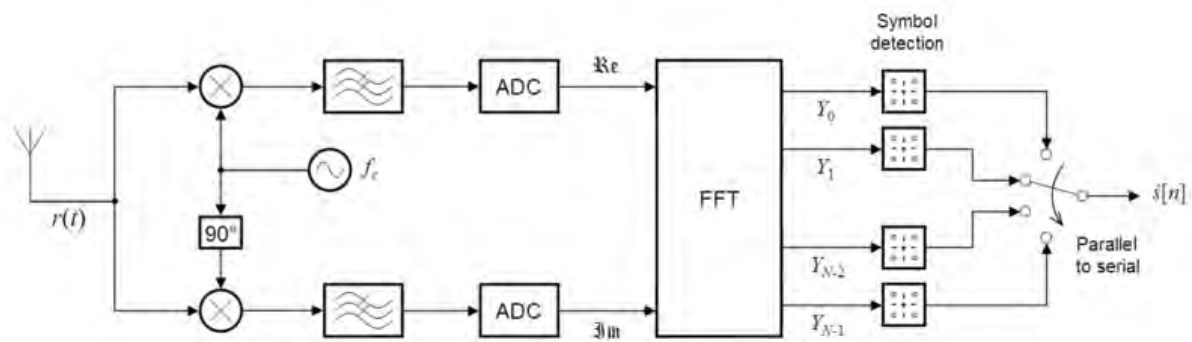 Symbol
detection
ADC
ℜe
Y0
Y1
r(t)
fc
90°
FFT
ŝ[n]
YN-2
YN-1
Parallel
to serial
ADC
ℑm